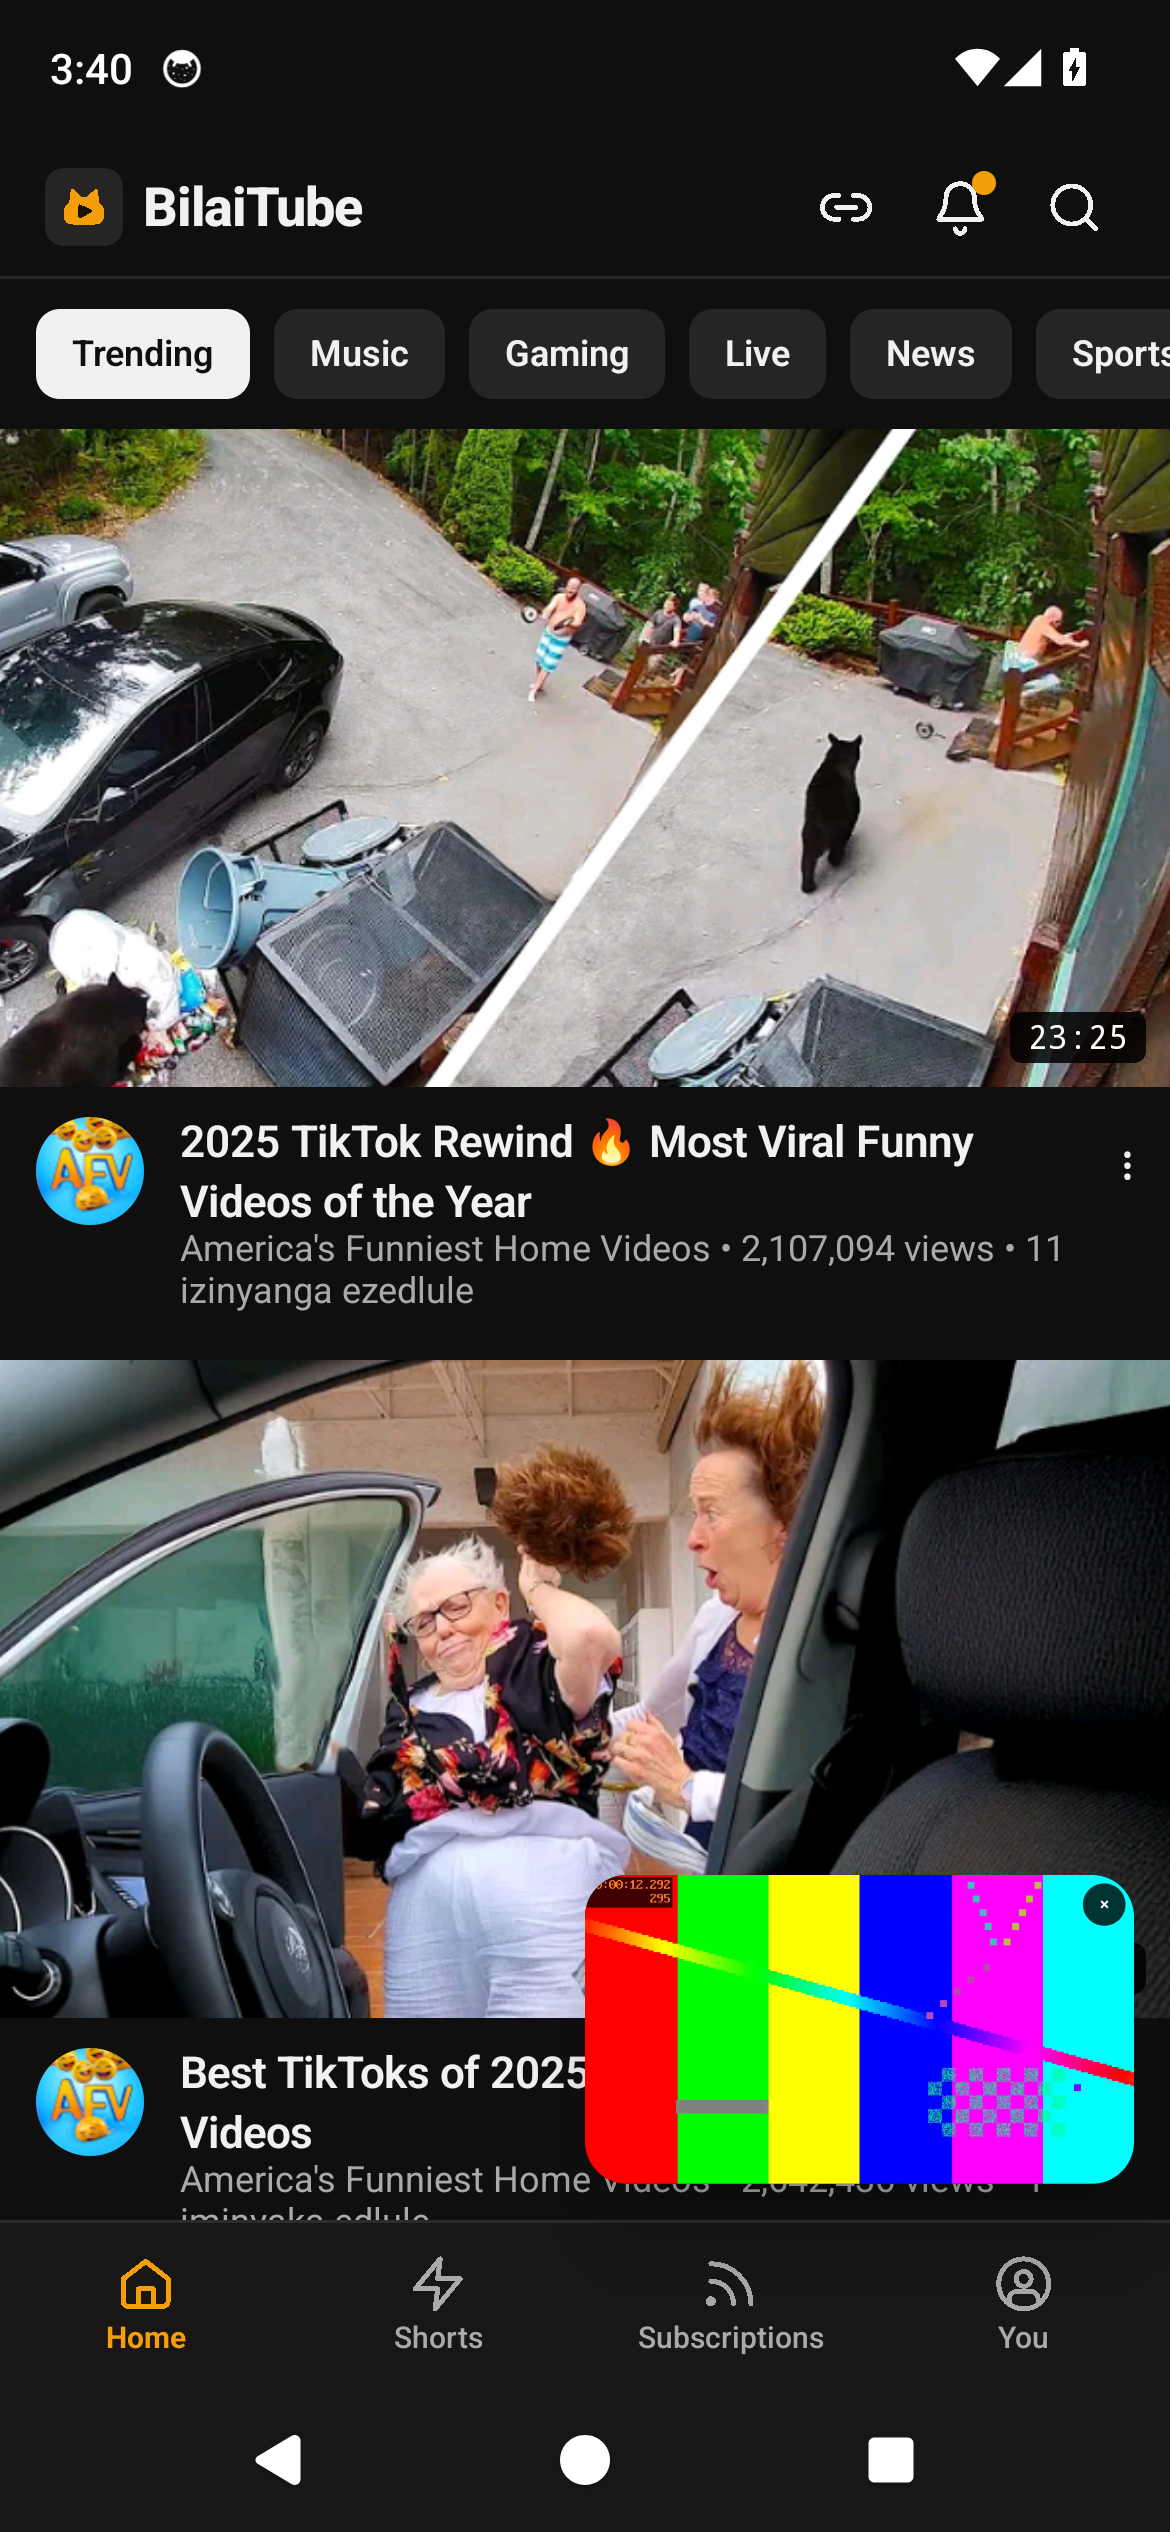 3:40
BilaiTube
Trending
Music
Gaming
Live
News
Sports
23:25
AFV
2025 TikTok Rewind 🔥 Most Viral Funny
Videos of the Year
America's Funniest Home Videos • 2,107,094 views • 11
izinyanga ezedlule
:00:12.292
295
×
AFV
Best TikToks of 2025
Videos
America's Funniest Home Videos
views
Home
Shorts
Subscriptions
You